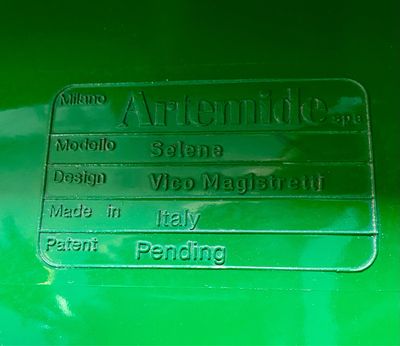 Milano Artemide spa
Modello Selene
Design Vico Magistretti
Made in Italy
Patent Pending